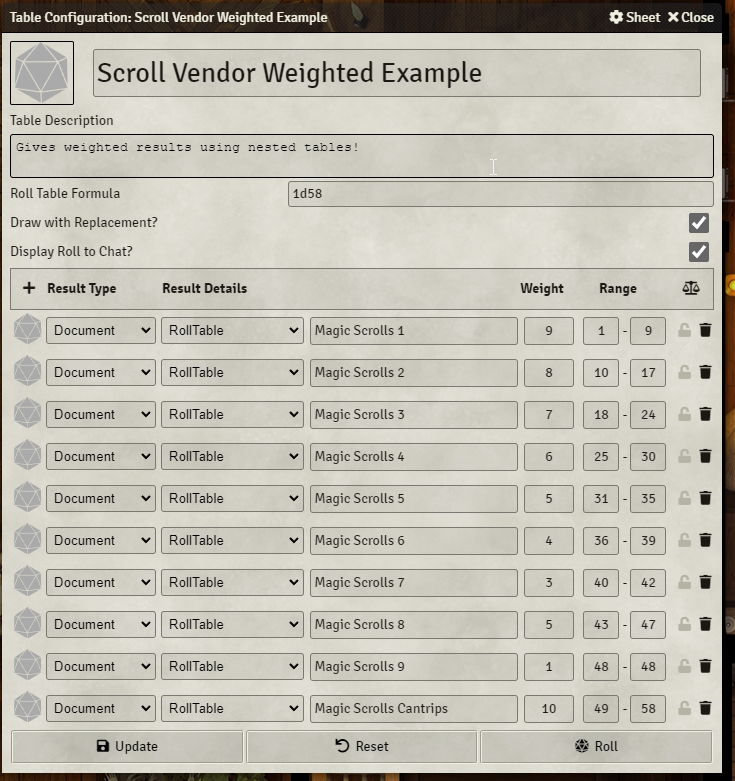 Table Configuration: Scroll Vendor Weighted Example Sheet Close
Scroll Vendor Weighted Example
Table Description
Gives weighted results using nested tables!
Roll Table Formula 1d58
Draw with Replacement?
Display Roll to Chat?
Result Type Result Details Weight Range
Document RollTable Magic Scrolls 1 9 1 - 9
Document RollTable Magic Scrolls 2 8 10 - 17
Document RollTable Magic Scrolls 3 7 18 - 24
Document RollTable Magic Scrolls 4 6 25 - 30
Document RollTable Magic Scrolls 5 5 31 - 35
Document RollTable Magic Scrolls 6 4 36 - 39
Document RollTable Magic Scrolls 7 3 40 - 42
Document RollTable Magic Scrolls 8 5 43 - 47
Document RollTable Magic Scrolls 9 1 48 - 48
Document RollTable Magic Scrolls Cantrips 10 49 - 58
Update Reset Roll